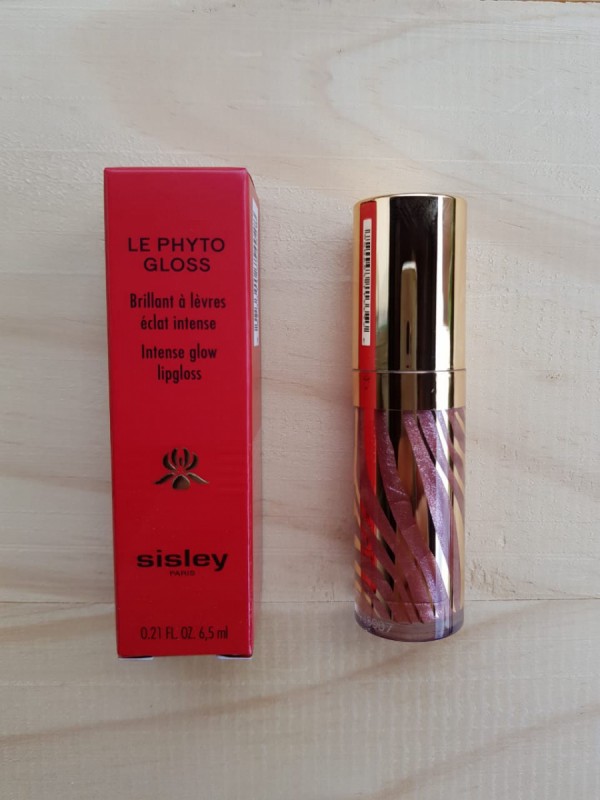 LE PHYTO
GLOSS
Brillant à lèvres
éclat intense
Intense glow
lipgloss
sisley
PARIS
0.21 FL. OZ. 6,5 ml